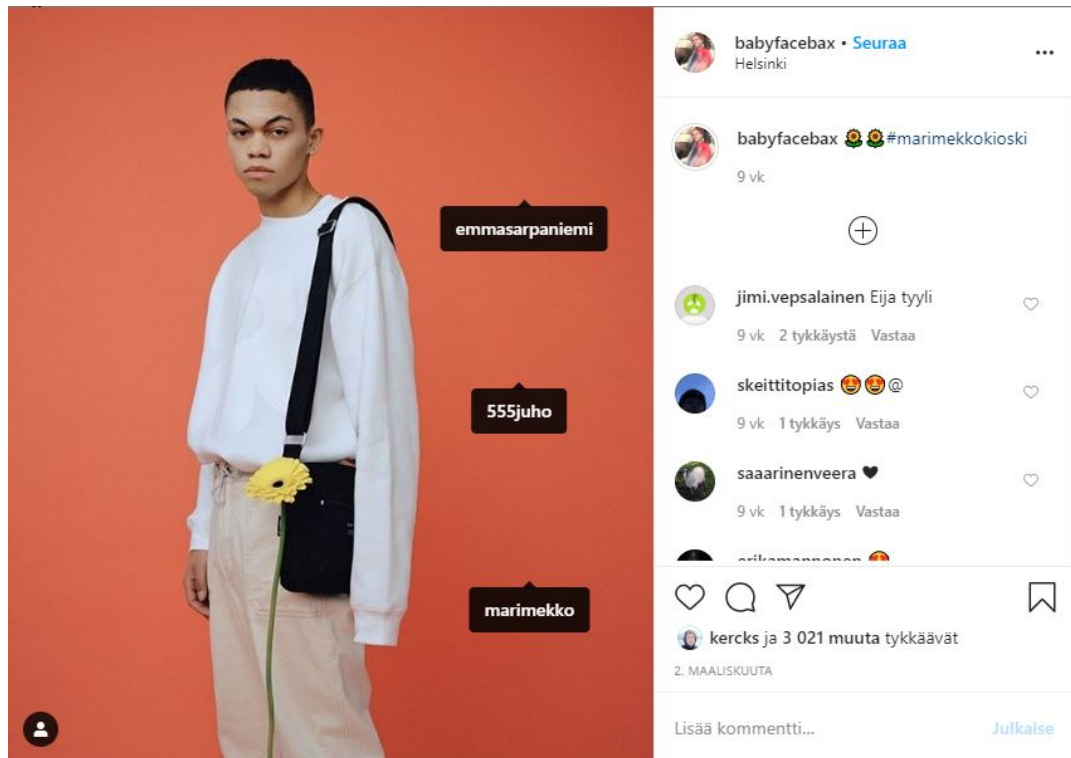 babyfacebax • Seuraa
Helsinki
babyfacebax 🌻🌻#marimekkokioski
9 vk
emmasarpaniemi
555juho
marimekko
jimi.vepsalainen Eija tyyli
9 vk 2 tykkäystä Vastaa
skeittitopias 😍😍@
9 vk 1 tykkäys Vastaa
saaarinenveera 🖤
9 vk 1 tykkäys Vastaa
kercks ja 3 021 muuta tykkäävät
2. MAALISKUUTA
Lisää kommentti... Julkaise